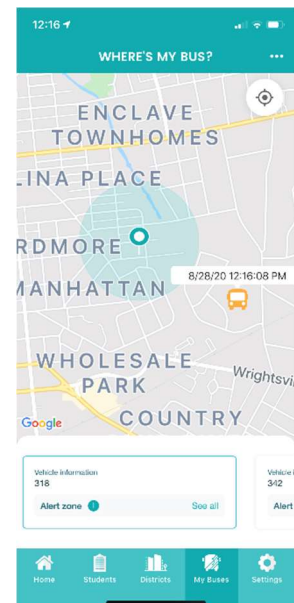 12:16
WHERE'S MY BUS?
ENCLAVE
TOWNHOMES
LINA PLACE
RDMORE
8/28/20 12:16:08 PM
MANHATTAN
WHOLESALE
PARK
Wrightsvi
COUNTRY
Google
Vehicle information
318
Alert zone
See all
Vehicle i
342
Alert
Home
Students
Districts
My Buses
Settings